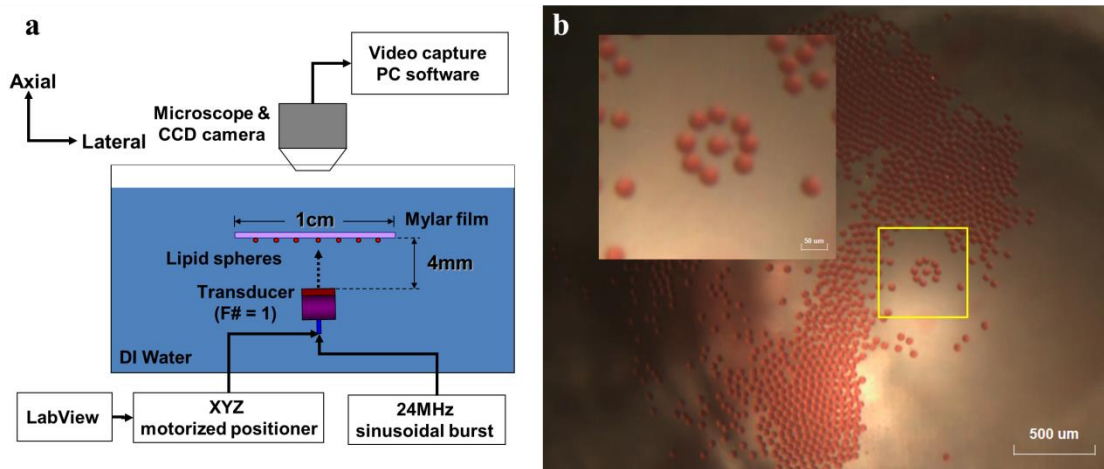 a
Axial
Lateral
Video capture
PC software
Microscope &
CCD camera
1cm
Mylar film
Lipid spheres
4mm
Transducer
(F# = 1)
DI Water
LabView
XYZ
motorized positioner
24MHz
sinusoidal burst
b
50 um
500 um